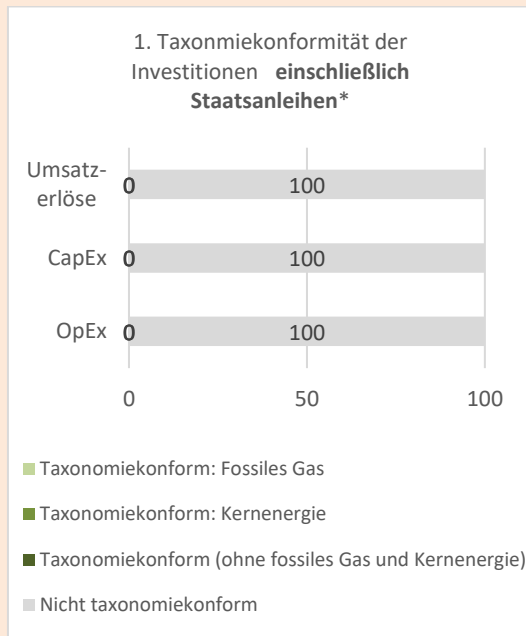 1. Taxonmiekonformität der
Investitionen einschließlich
Staatsanleihen*
Umsatz-
erlöse
0
100
CapEx
0
100
OpEx
0
100
0
50
100
Taxonomiekonform: Fossiles Gas
Taxonomiekonform: Kernenergie
Taxonomiekonform (ohne fossiles Gas und Kernenergie)
Nicht taxonomiekonform